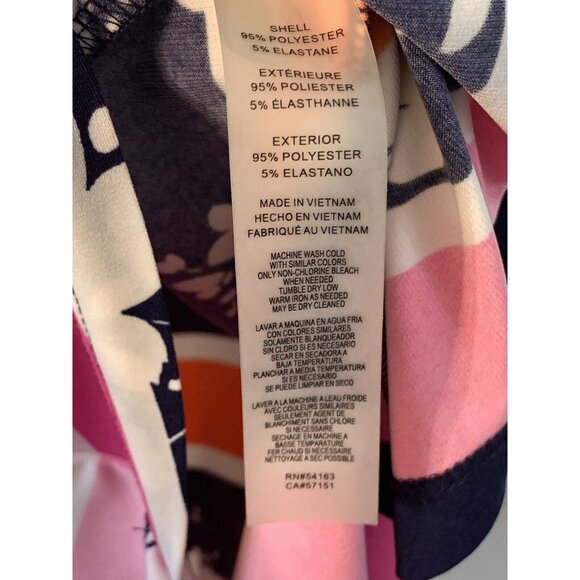 SHELL
95% POLYESTER
5% ELASTANE
EXTÉRIEURE
95% POLIESTER
5% ÉLASTHANNE
EXTERIOR
95% POLYESTER
5% ELASTANO
MADE IN VIETNAM
HECHO EN VIETNAM
FABRIQUÉ AU VIETNAM
MACHINE WASH COLD
WITH SIMILAR COLORS
ONLY NON-CHLORINE BLEACH
WHEN NEEDED
TUMBLE DRY LOW
WARM IRON AS NEEDED
MAY BE DRY CLEANED
LAVAR A MAQUINA EN AGUA FRIA
CON COLORES SIMILARES
SOLAMENTE BLANQUEADOR
SIN CLORO SI ES NECESARIO
SECAR EN SECADORA A
BAJA TEMPERATURA
PLANCHAR A MEDIA TEMPERATURA
SI ES NECESARIO
SE PUEDE LIMPIAR EN SECO
LAVER A LA MACHINE A LEAU FROIDE
AVEC COULEURS SIMILAIRES
SEULEMENT AGENT DE
BLANCHIMENT SANS CHLORE
SI NECESSAIRE
SECHAGE EN MACHINE A
BASSE TEMPARATURE
FER CHAUD SI NECESSAIRE
NETTOYAGE A SEC POSSIBLE
RN#54163
CA#57151